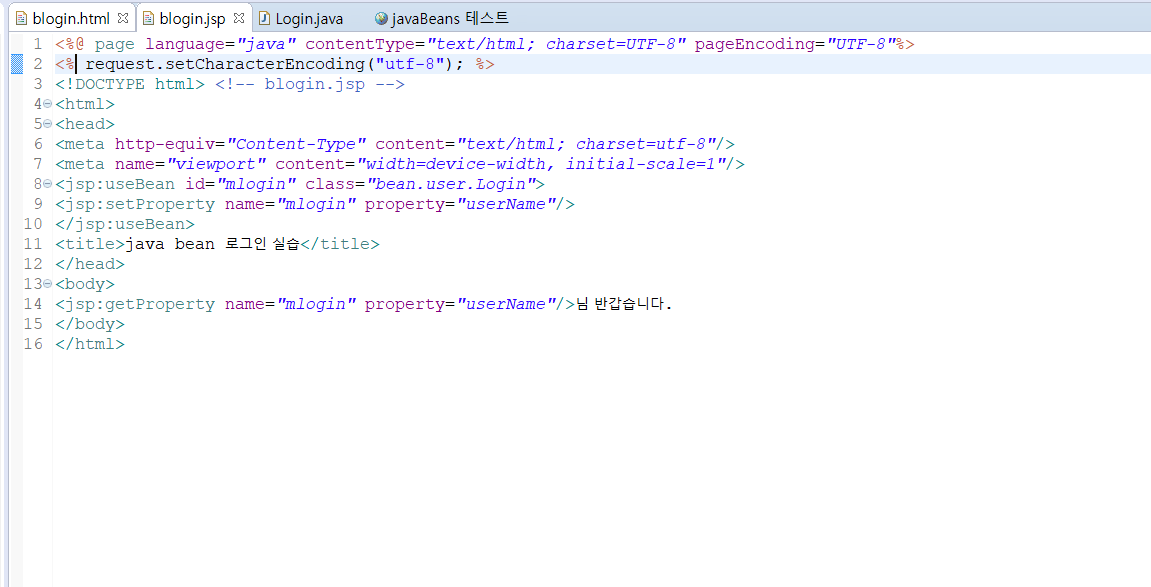 blogin.html blogin.jsp Login.java javaBeans 테스트
1 <%@ page language="java" contentType="text/html; charset=UTF-8" pageEncoding="UTF-8"%>
2 <% request.setCharacterEncoding("utf-8"); %>
3 <!DOCTYPE html> <!-- blogin.jsp -->
4 <html>
5 <head>
6 <meta http-equiv="Content-Type" content="text/html; charset=utf-8"/>
7 <meta name="viewport" content="width=device-width, initial-scale=1"/>
8 <jsp:useBean id="mlogin" class="bean.user.Login">
9 <jsp:setProperty name="mlogin" property="userName"/>
10 </jsp:useBean>
11 <title>java bean 로그인 실습</title>
12 </head>
13 <body>
14 <jsp:getProperty name="mlogin" property="userName"/>님 반갑습니다.
15 </body>
16 </html>